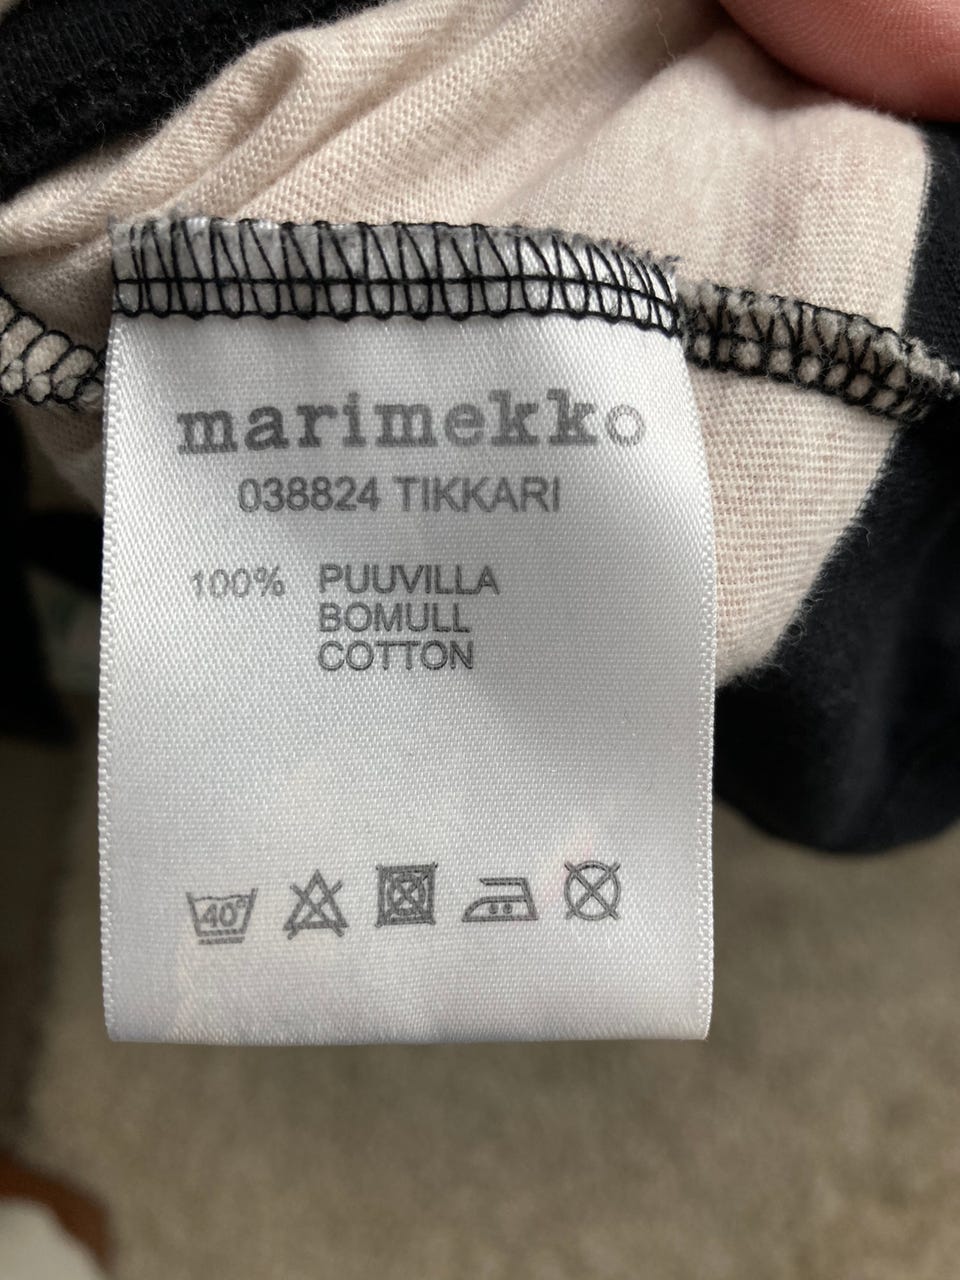 marimekko
038824 TIKKARI
100% PUUVILLA
BOMULL
COTTON
40°